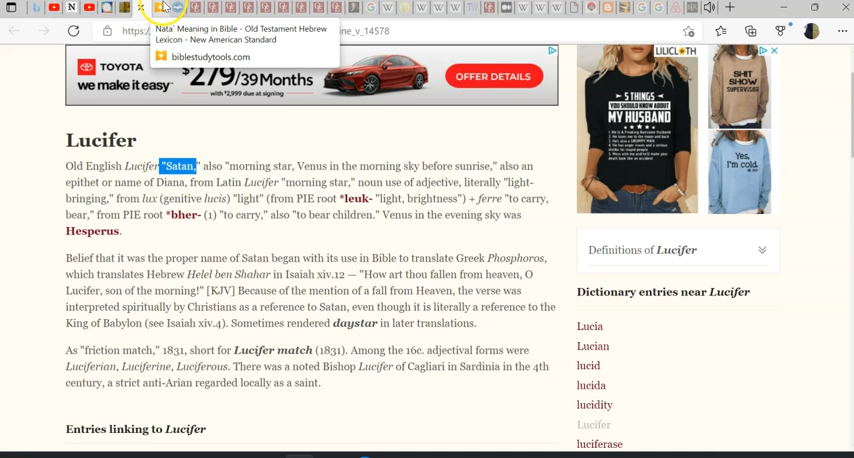 https://
ine_v_14578
Nata` Meaning in Bible - Old Testament Hebrew
Lexicon - New American Standard
biblestudytools.com
TOYOTA
we make it easy
$279/39 MONTHS
with $2,999 due at signing
OFFER DETAILS
LILICLOTH
5 THINGS
YOU SHOULD KNOW ABOUT
MY HUSBAND
SHIT
SHOW
SUPERVISOR
Yes,
I'm cold.
Lucifer
Old English Lucifer "Satan," also "morning star, Venus in the morning sky before sunrise," also an
epithet or name of Diana, from Latin Lucifer "morning star," noun use of adjective, literally "light-
bringing," from lux (genitive lucis) "light" (from PIE root *leuk- "light, brightness") + ferre "to carry,
bear," from PIE root *bher- (1) "to carry," also "to bear children." Venus in the evening sky was
Hesperus.
Belief that it was the proper name of Satan began with its use in Bible to translate Greek Phosphoros,
which translates Hebrew Helel ben Shahar in Isaiah xiv.12 — "How art thou fallen from heaven, O
Lucifer, son of the morning!" [KJV] Because of the mention of a fall from Heaven, the verse was
interpreted spiritually by Christians as a reference to Satan, even though it is literally a reference to the
King of Babylon (see Isaiah xiv.4). Sometimes rendered daystar in later translations.
As "friction match," 1831, short for Lucifer match (1831). Among the 16c. adjectival forms were
Luciferian, Luciferine, Luciferous. There was a noted Bishop Lucifer of Cagliari in Sardinia in the 4th
century, a strict anti-Arian regarded locally as a saint.
Entries linking to Lucifer
Definitions of Lucifer
Dictionary entries near Lucifer
Lucia
Lucian
lucid
lucida
lucidity
Lucifer
luciferase